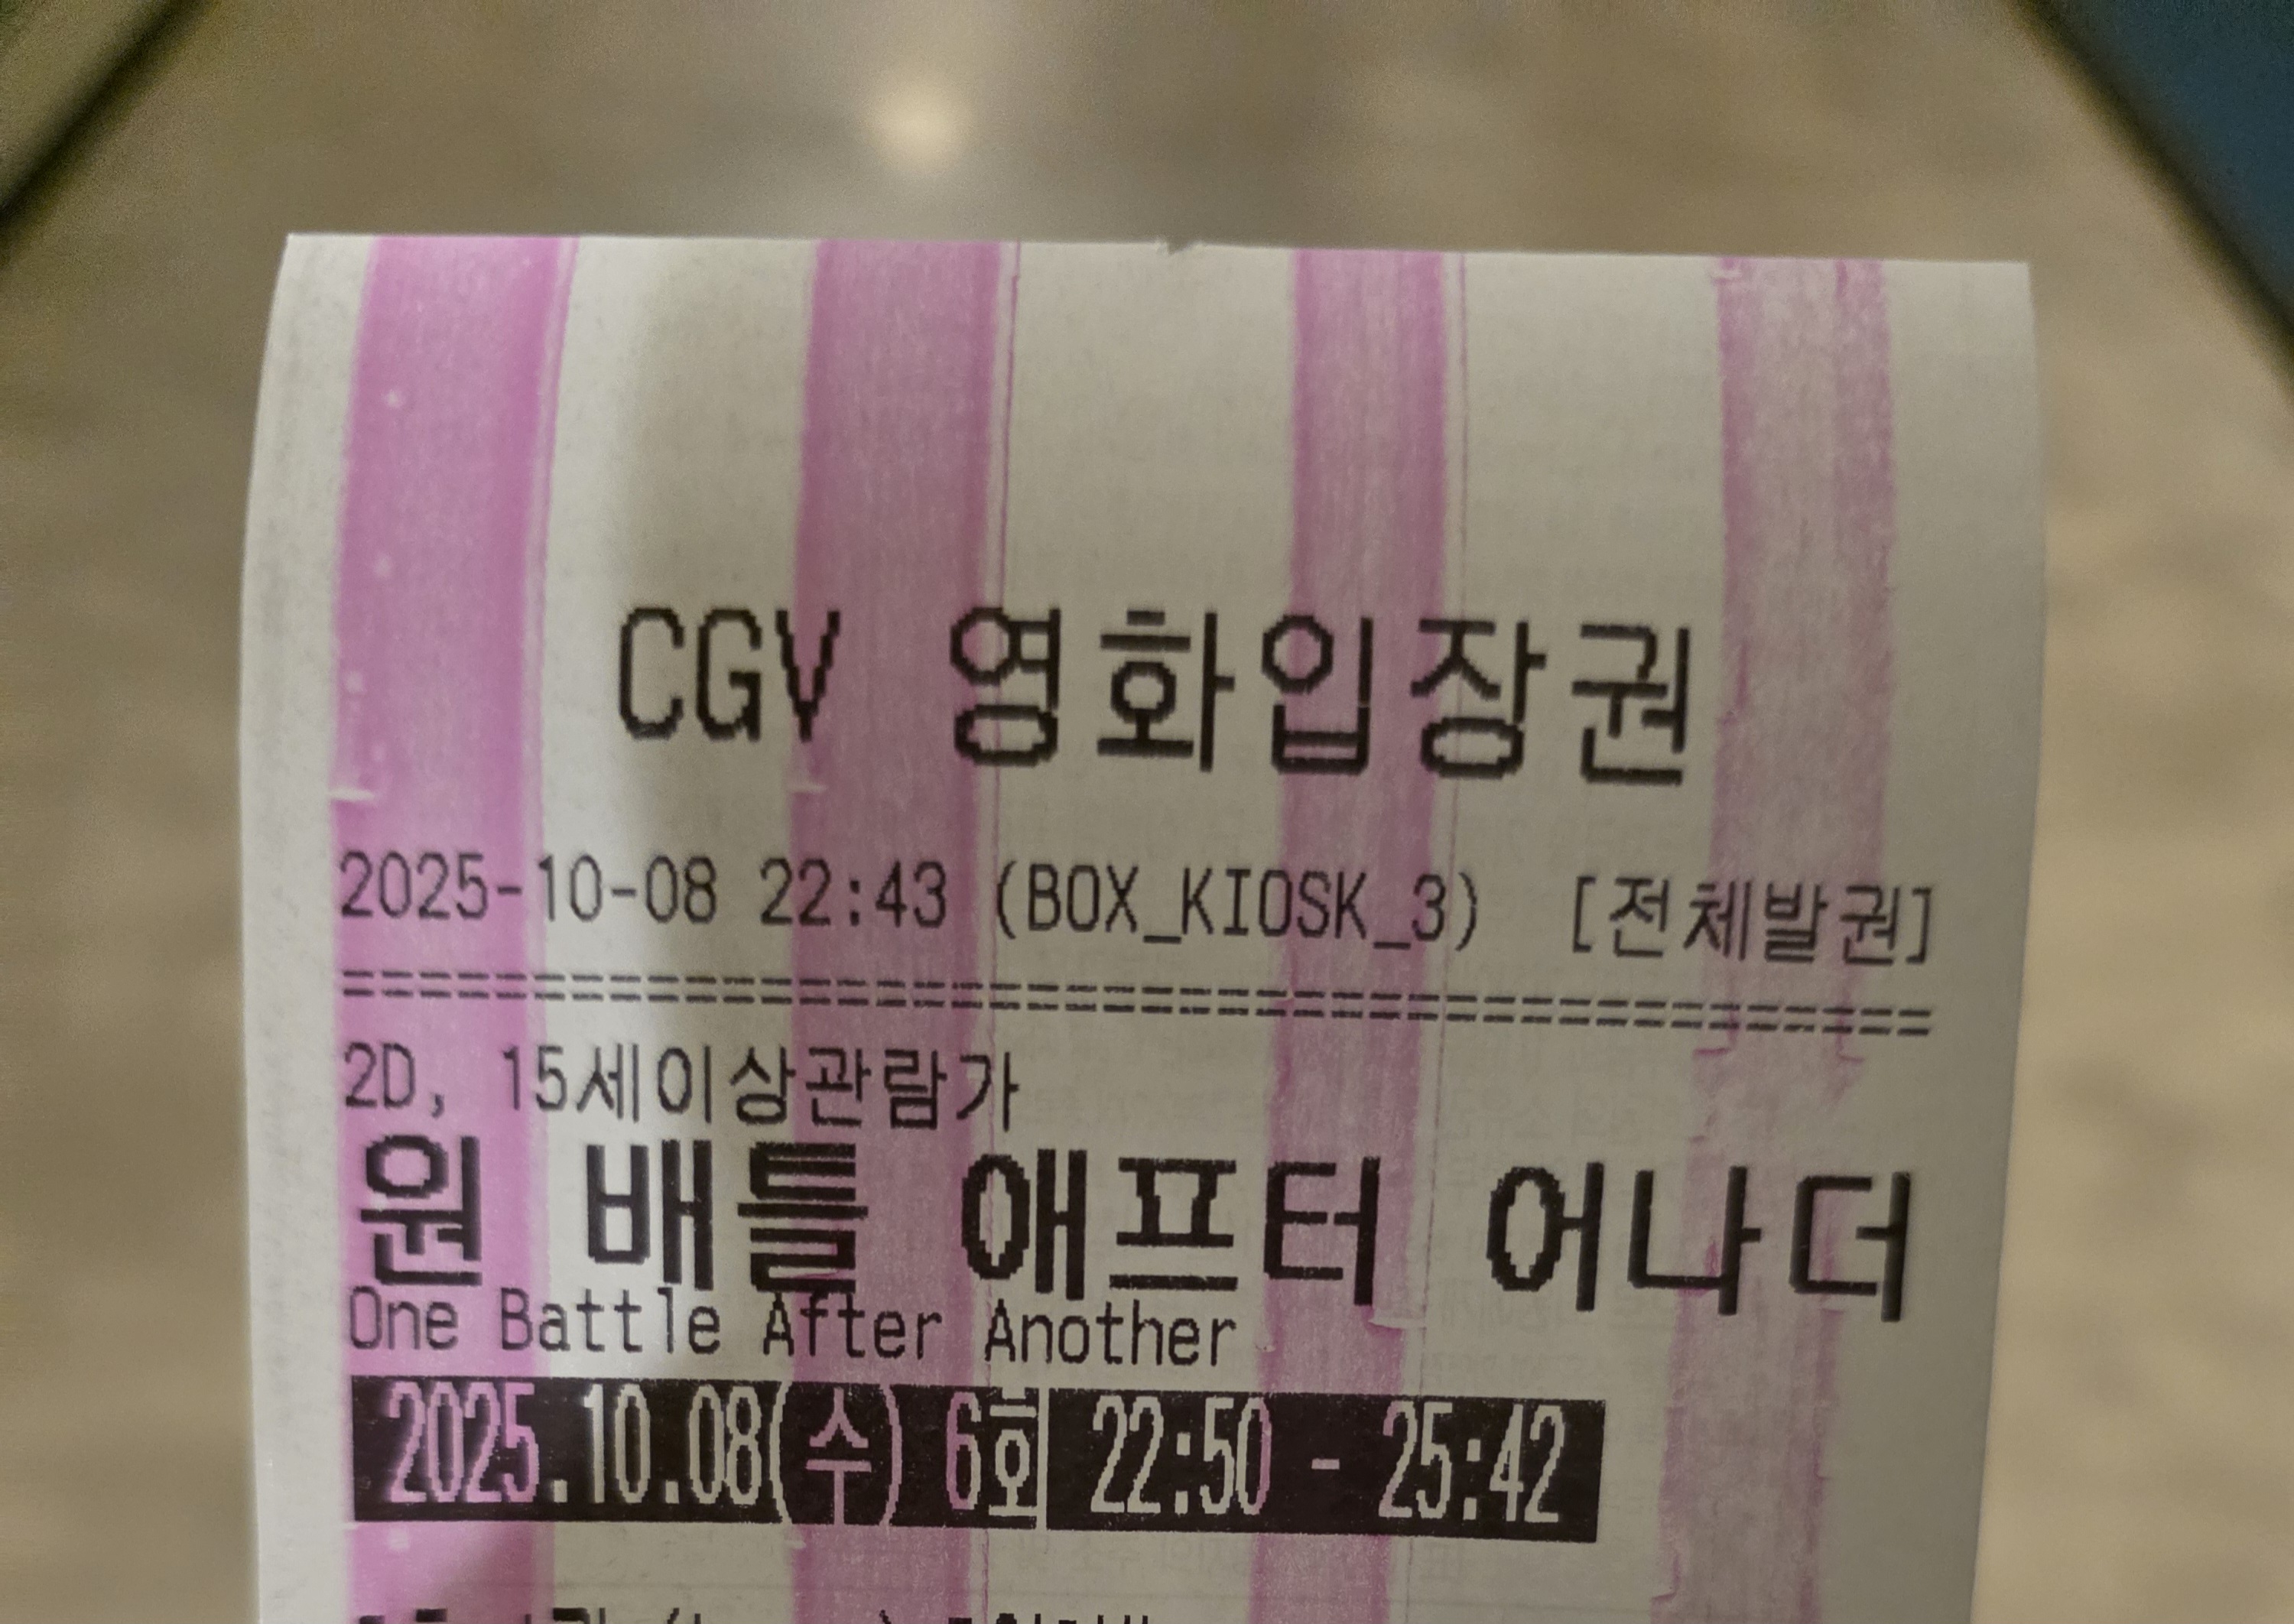 CGV 영화입장권
2025-10-08 22:43 (BOX_KIOSK_3) [전체발권]
================================================
2D, 15세이상관람가
원 배틀 애프터 어나더
One Battle After Another
2025.10.08(수) 6회 22:50 - 25:42